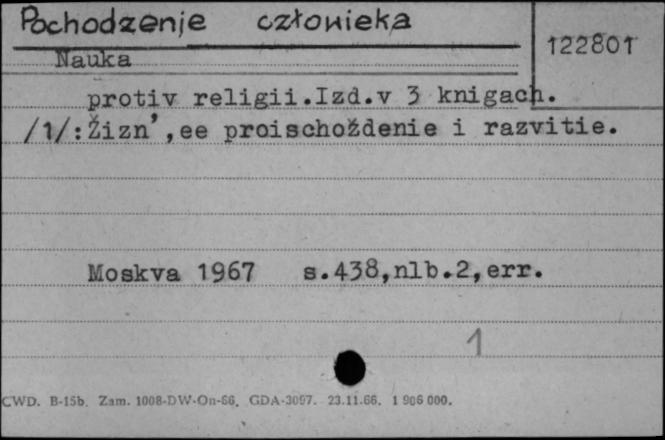 Pochodzenie człowieka
122801
Nauka
protiv religii.Izd.v 3 knigach.
/1/:Žizn’,ee proischoždenie i razvitie.
Moskva 1967 s.438,nlb.2,err.
1
CWD. B-15b. Zam. 1008-DW-On-66. GDA-3097. 23.11.66. 1 906 000.